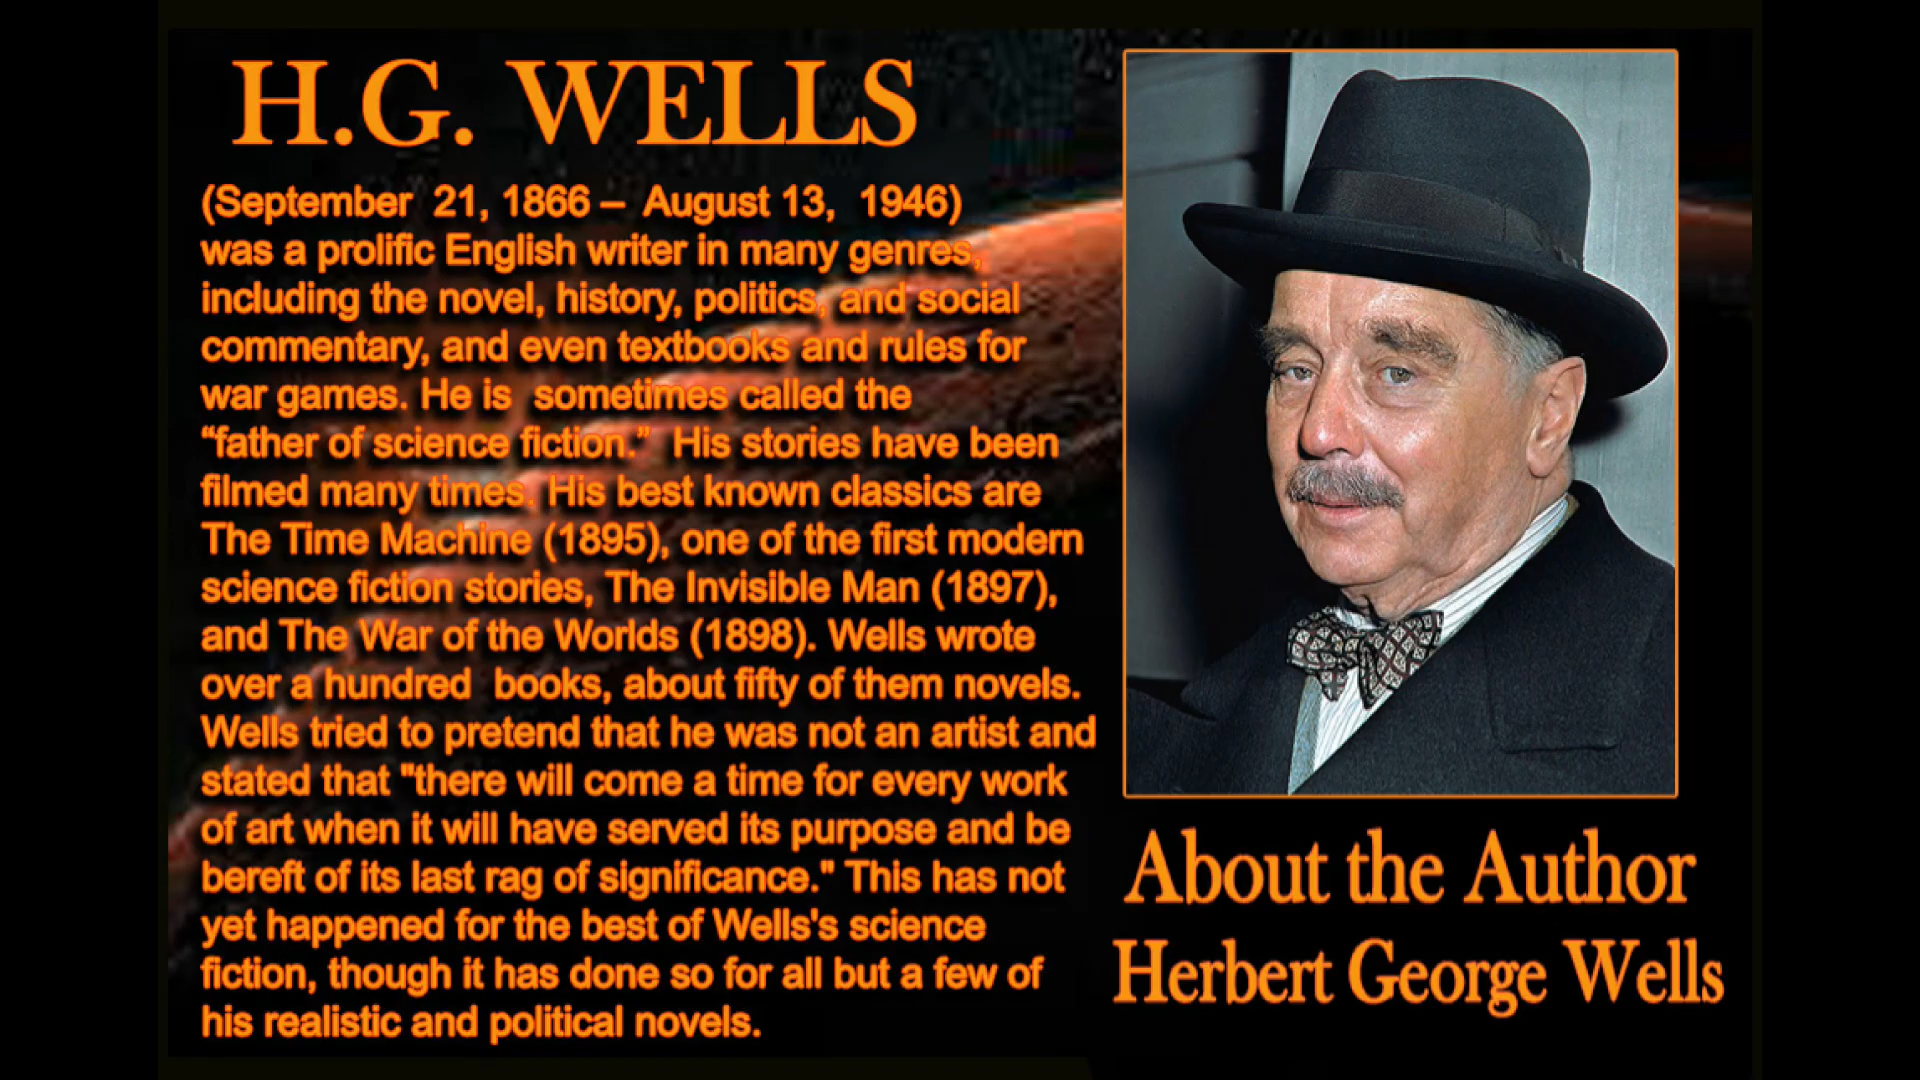 H.G. WELLS
(September 21, 1866 – August 13, 1946)
was a prolific English writer in many genres,
including the novel, history, politics, and social
commentary, and even textbooks and rules for
war games. He is sometimes called the
“father of science fiction.” His stories have been
filmed many times. His best known classics are
The Time Machine (1895), one of the first modern
science fiction stories, The Invisible Man (1897),
and The War of the Worlds (1898). Wells wrote
over a hundred books, about fifty of them novels.
Wells tried to pretend that he was not an artist and
stated that "there will come a time for every work
of art when it will have served its purpose and be
bereft of its last rag of significance." This has not
yet happened for the best of Wells's science
fiction, though it has done so for all but a few of
his realistic and political novels.
About the Author
Herbert George Wells